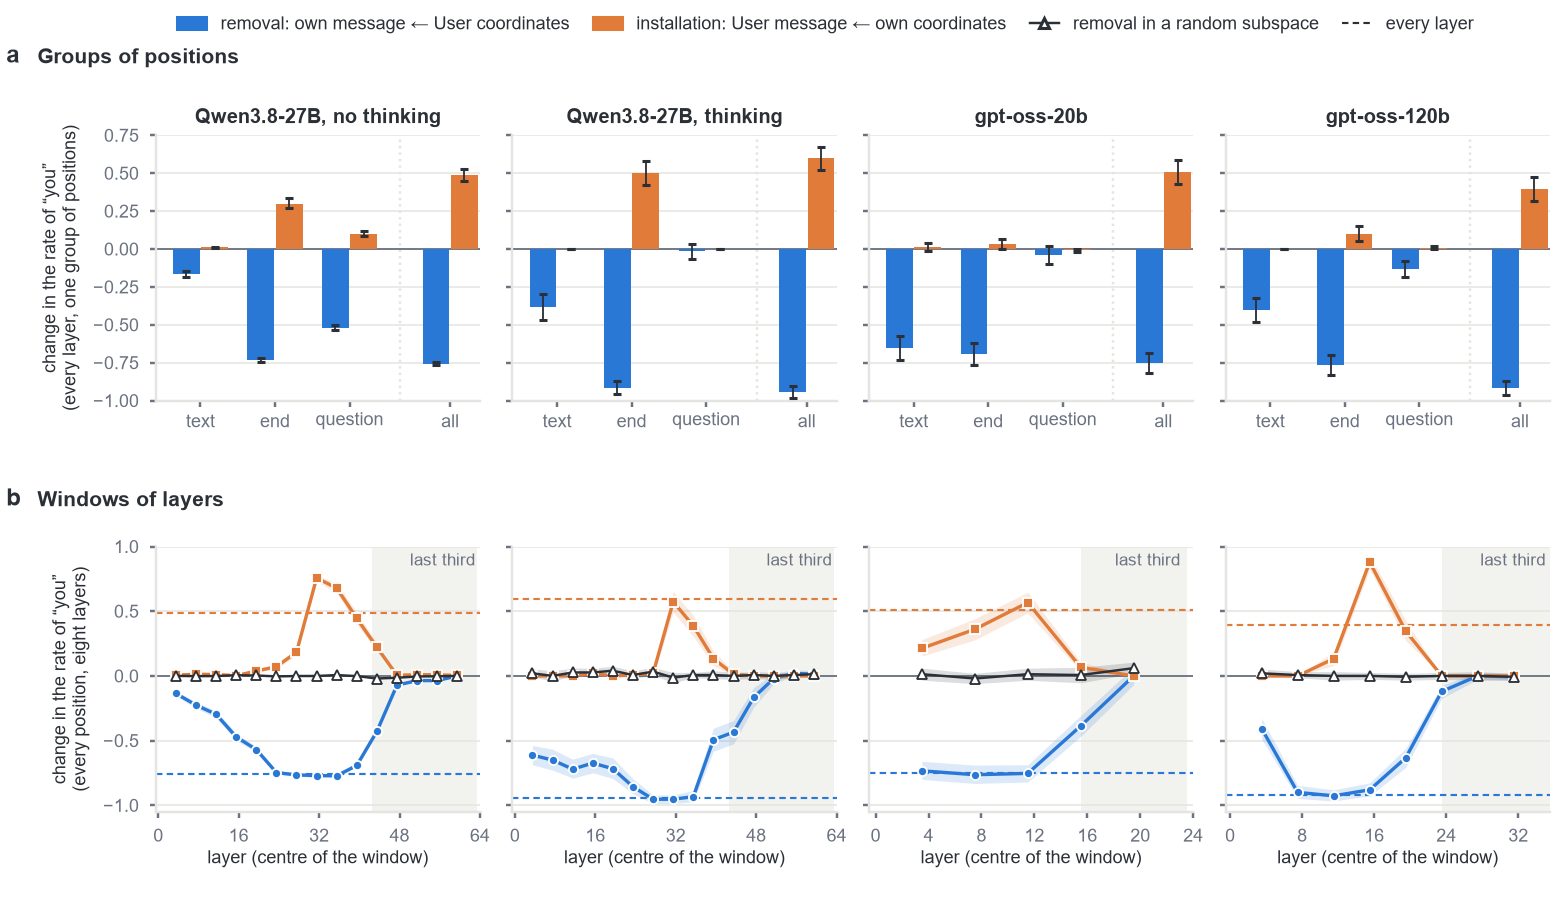 removal: own message ← User coordinates   installation: User message ← own coordinates   removal in a random subspace   every layer
a Groups of positions
Qwen3.8-27B, no thinking   Qwen3.8-27B, thinking   gpt-oss-20b   gpt-oss-120b
change in the rate of “you”
(every layer, one group of positions)
0.75
0.50
0.25
0.00
−0.25
−0.50
−0.75
−1.00
text end question all   text end question all   text end question all   text end question all
b Windows of layers
last third   last third   last third   last third
change in the rate of “you”
(every position, eight layers)
1.0
0.5
0.0
−0.5
−1.0
0 16 32 48 64   0 16 32 48 64   0 4 8 12 16 20 24   0 8 16 24 32
layer (centre of the window)   layer (centre of the window)   layer (centre of the window)   layer (centre of the window)